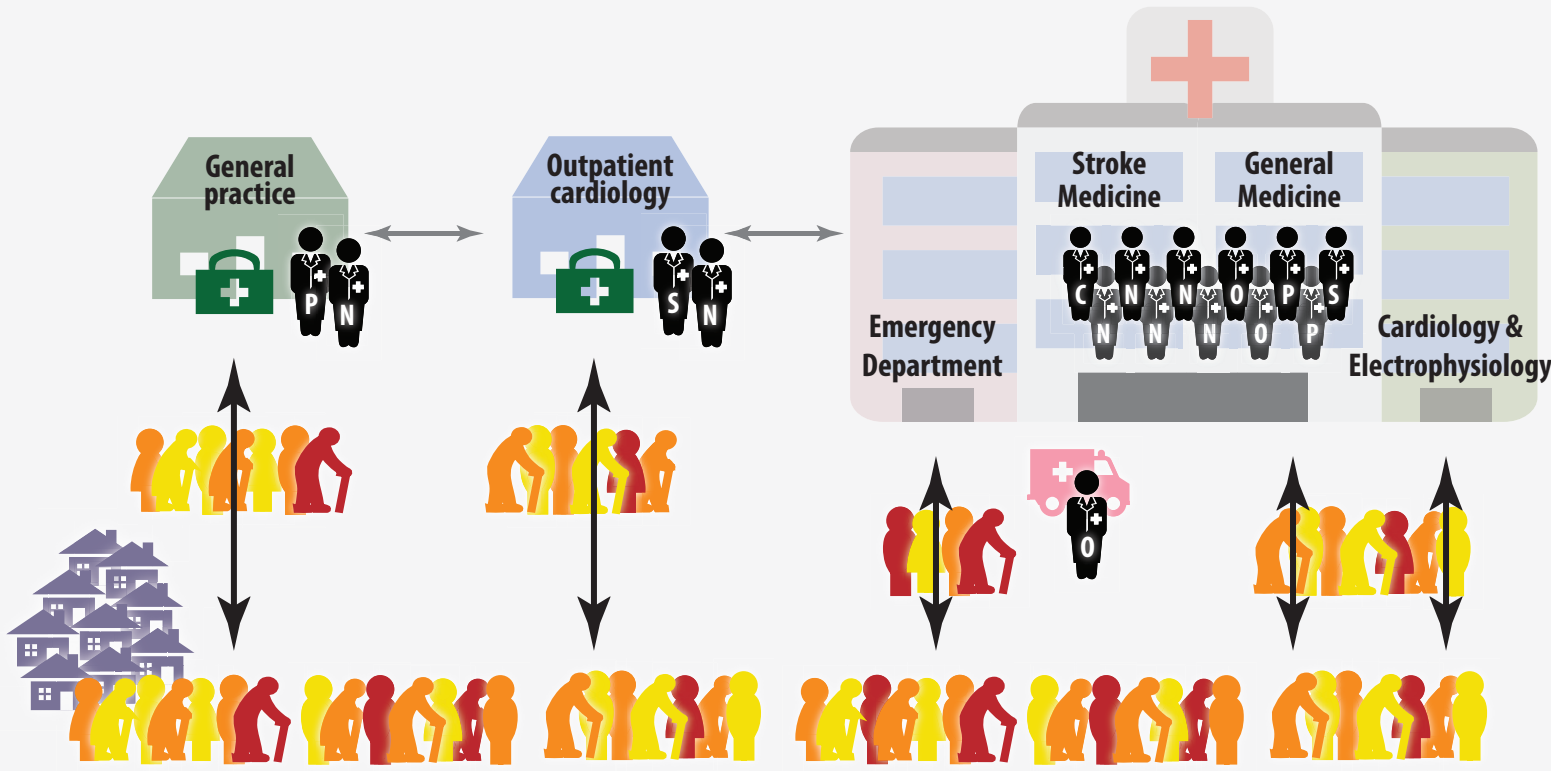 General
practice
P
N
Outpatient
cardiology
S
N
Emergency
Department
Stroke
Medicine
General
Medicine
C N N O P S
N N N O P
Cardiology &
Electrophysiology
O